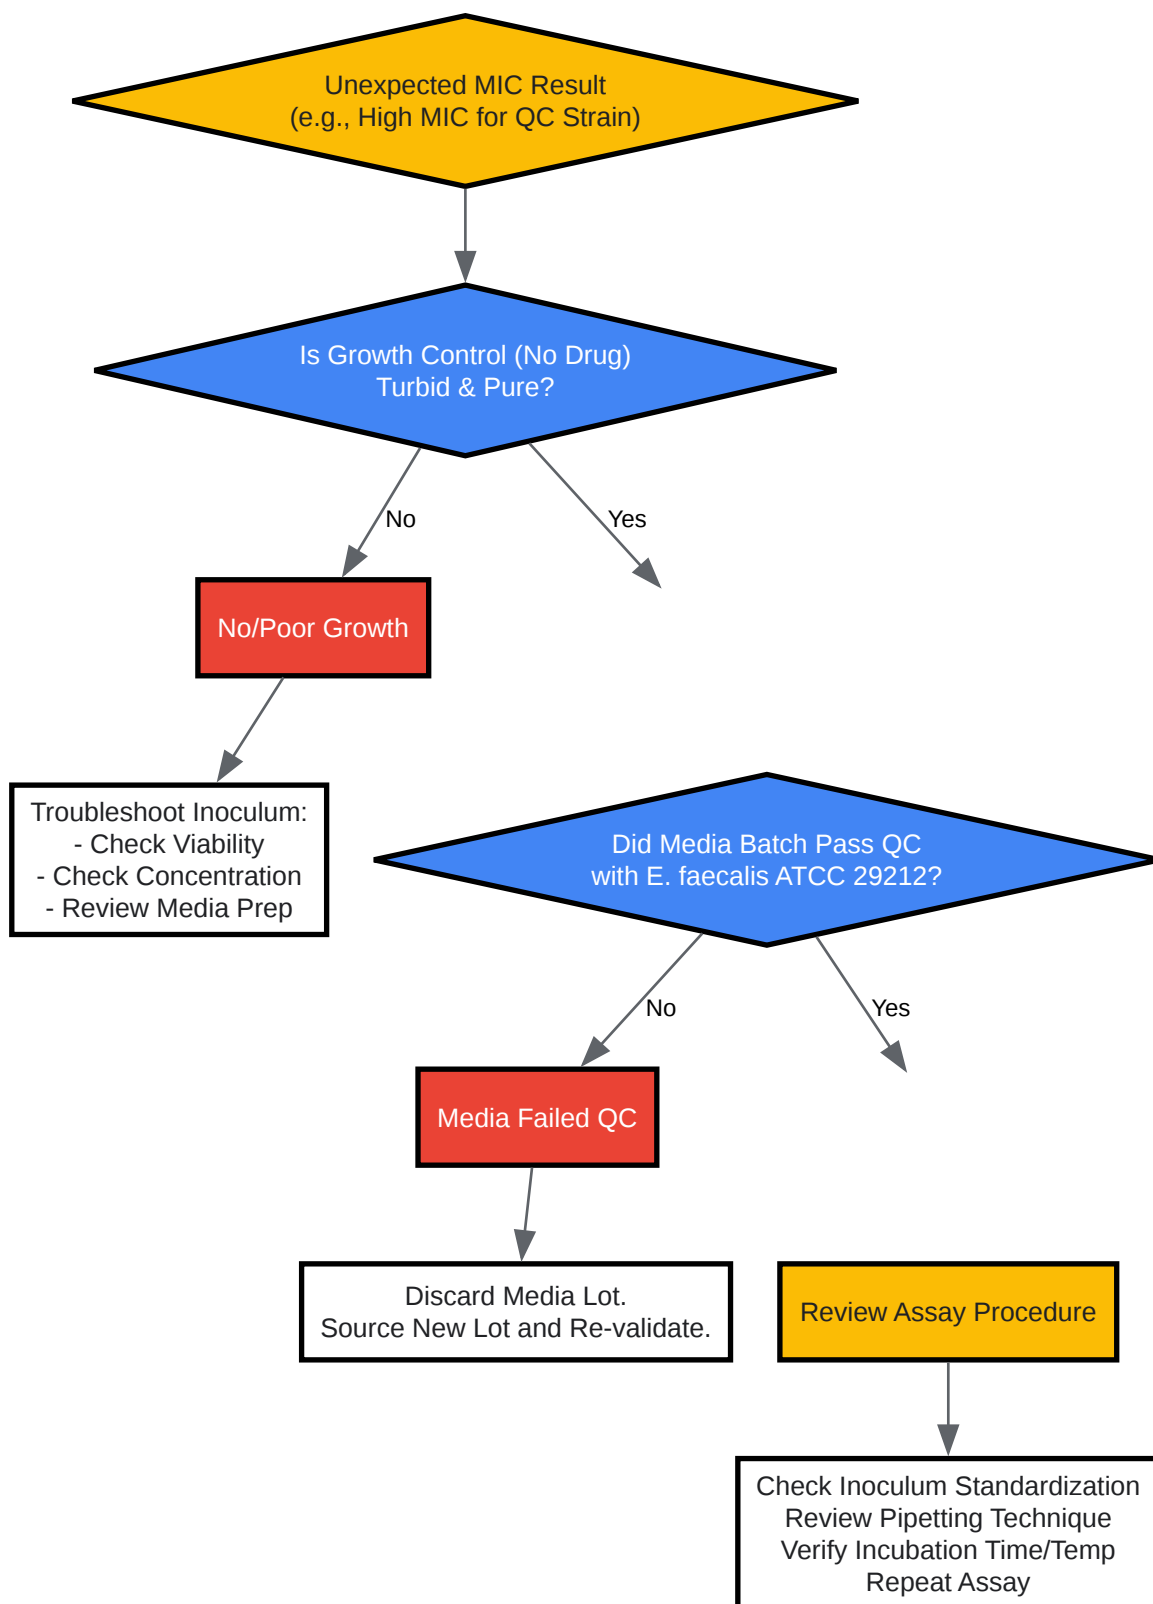 Unexpected MIC Result
(e.g., High MIC for QC Strain)
Is Growth Control (No Drug)
Turbid & Pure?
No
Yes
No/Poor Growth
Troubleshoot Inoculum:
- Check Viability
- Check Concentration
- Review Media Prep
Did Media Batch Pass QC
with E. faecalis ATCC 29212?
No
Yes
Media Failed QC
Discard Media Lot.
Source New Lot and Re-validate.
Review Assay Procedure
Check Inoculum Standardization
Review Pipetting Technique
Verify Incubation Time/Temp
Repeat Assay